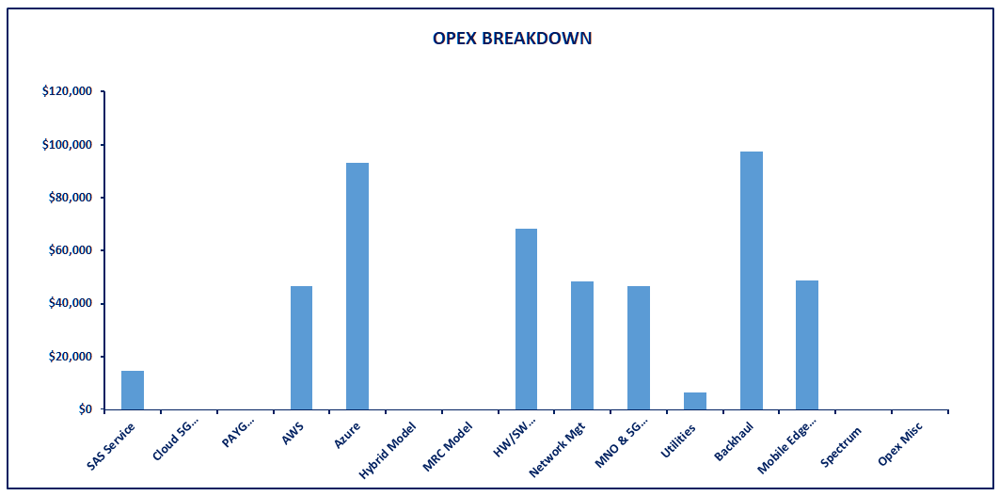 OPEX BREAKDOWN
$120,000
$100,000
$80,000
$60,000
$40,000
$20,000
$0
SAS Service
Cloud 5G...
PAYG...
AWS
Azure
Hybrid Model
MRC Model
HW/SW...
Network Mgt
MNO & 5G...
Utilities
Backhaul
Mobile Edge...
Spectrum
Opex Misc